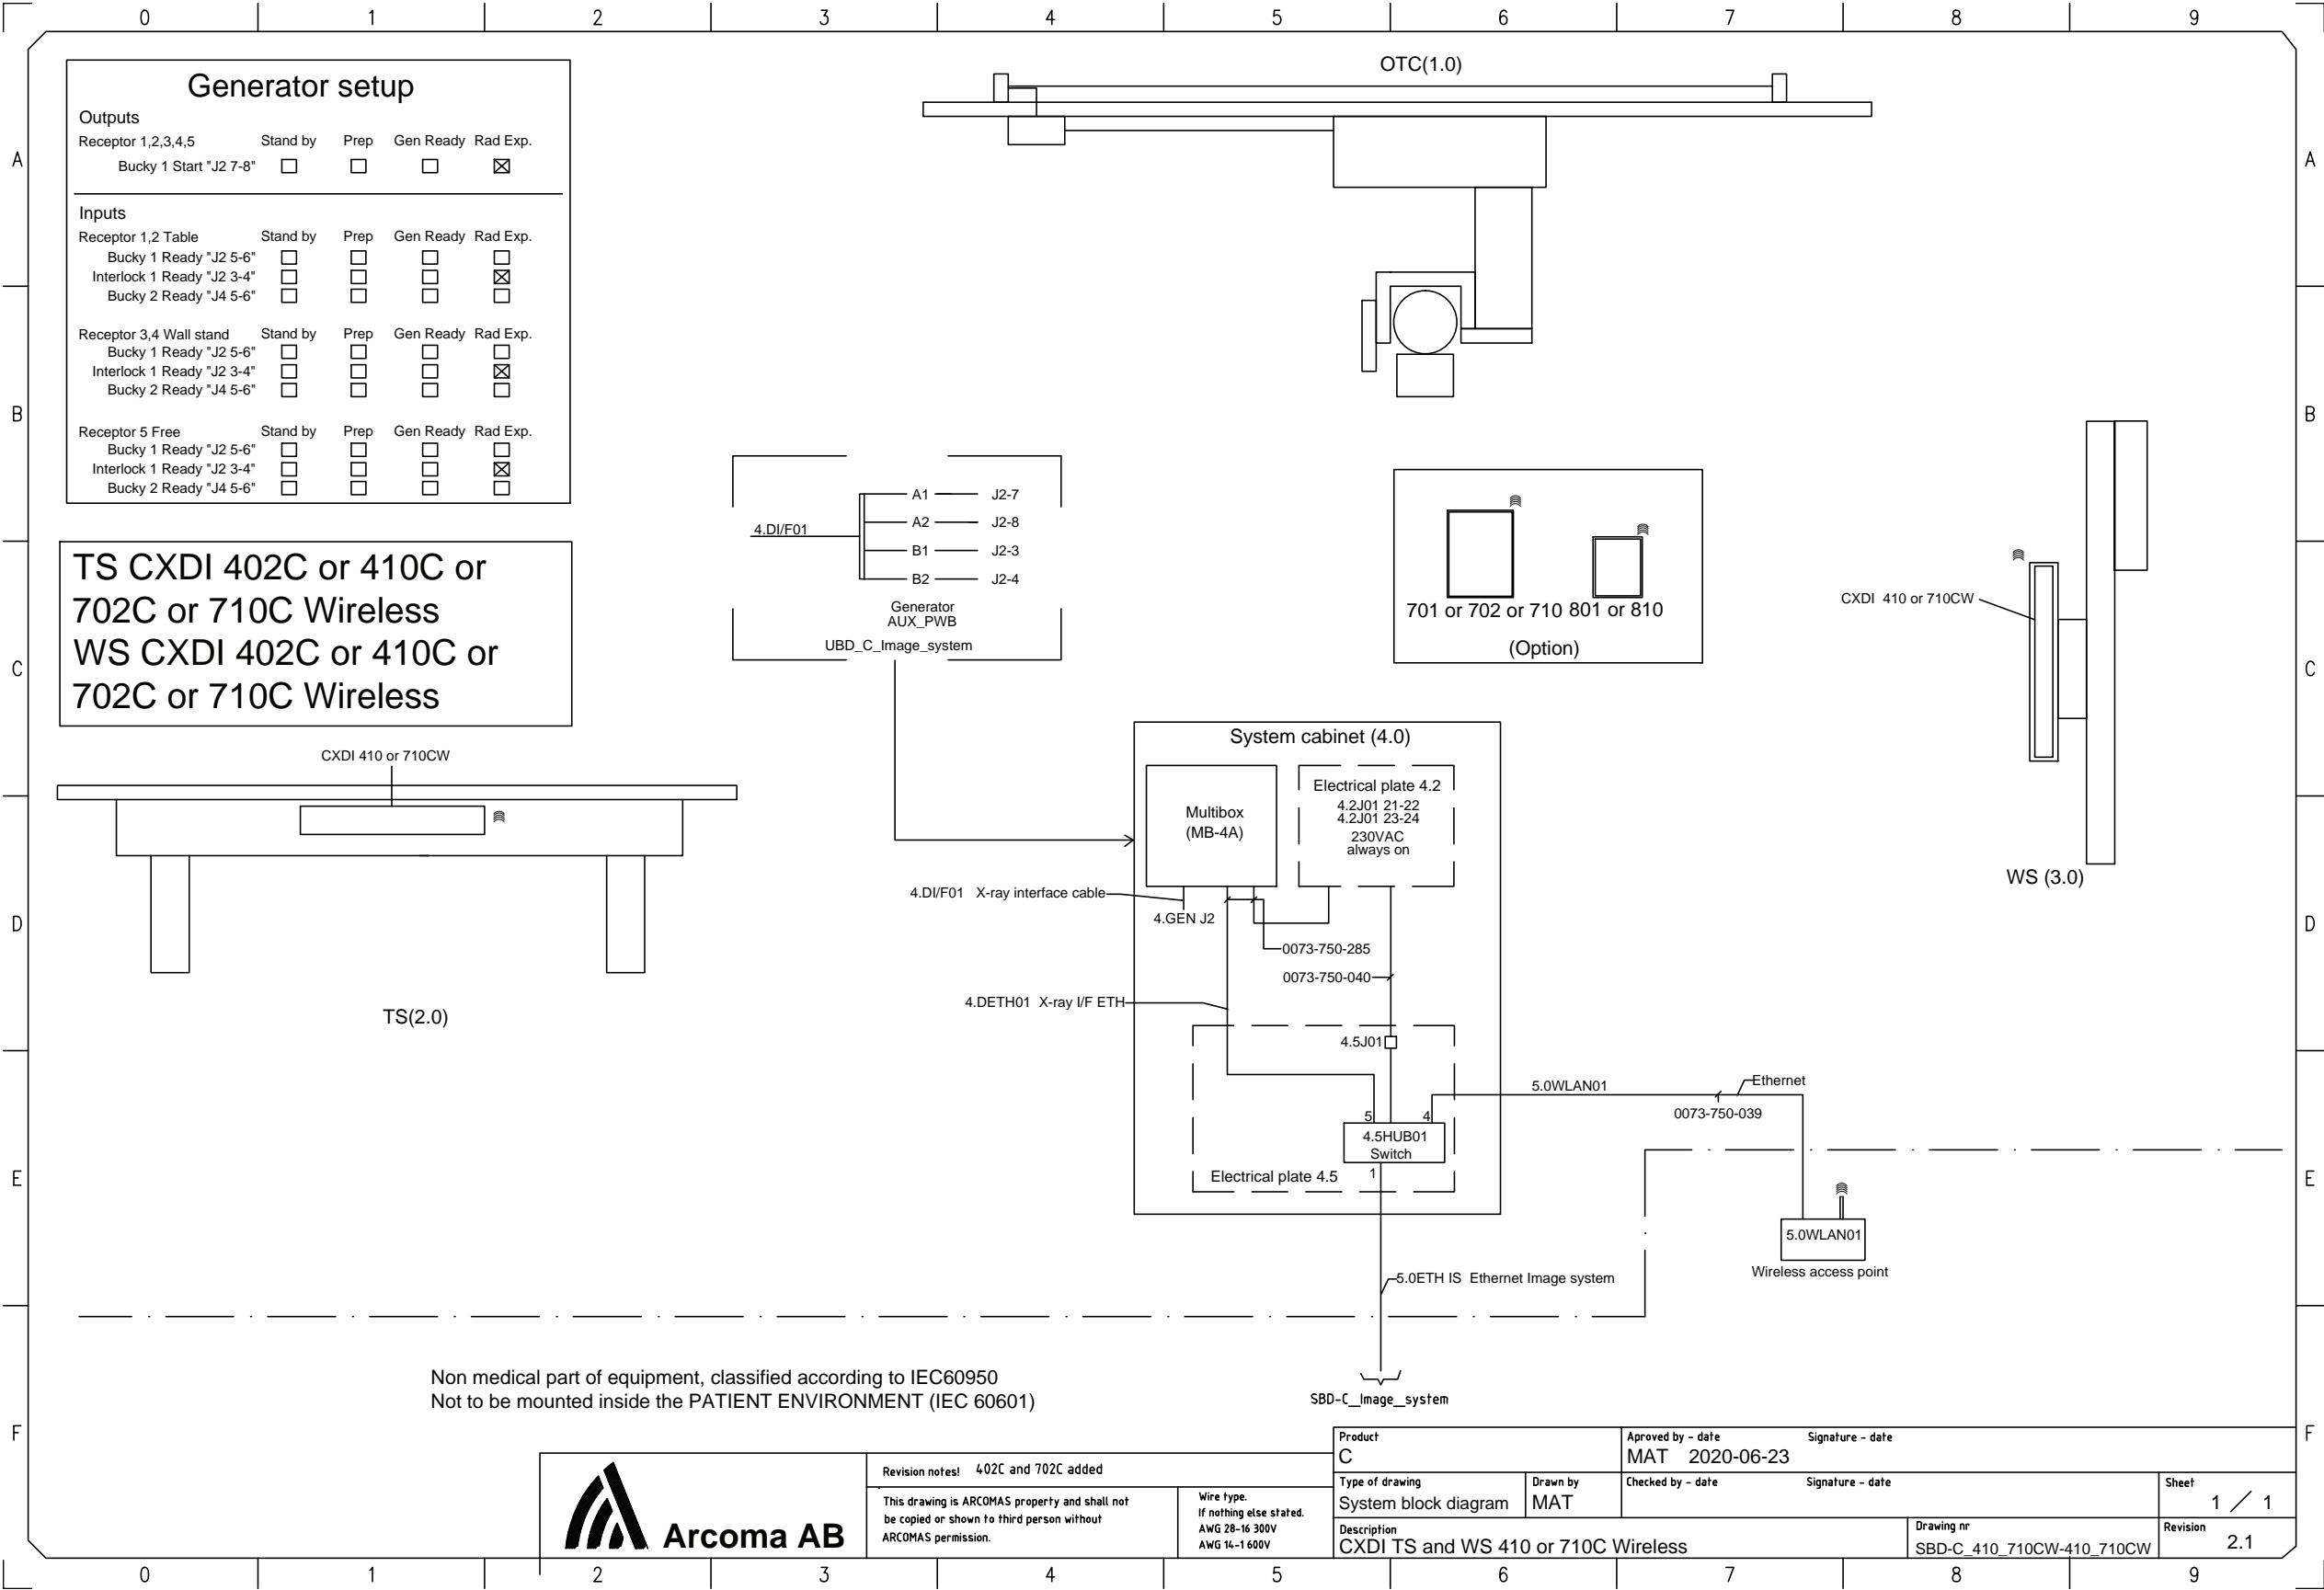 0 1 2 3 4 5 6 7 8 9
A
B
C
D
E
F
Generator setup
Outputs
Receptor 1,2,3,4,5 Stand by Prep Gen Ready Rad Exp.
Bucky 1 Start "J2 7-8"
Inputs
Receptor 1,2 Table Stand by Prep Gen Ready Rad Exp.
Bucky 1 Ready "J2 5-6"
Interlock 1 Ready "J2 3-4"
Bucky 2 Ready "J4 5-6"
Receptor 3,4 Wall stand Stand by Prep Gen Ready Rad Exp.
Bucky 1 Ready "J2 5-6"
Interlock 1 Ready "J2 3-4"
Bucky 2 Ready "J4 5-6"
Receptor 5 Free Stand by Prep Gen Ready Rad Exp.
Bucky 1 Ready "J2 5-6"
Interlock 1 Ready "J2 3-4"
Bucky 2 Ready "J4 5-6"
TS CXDI 402C or 410C or
702C or 710C Wireless
WS CXDI 402C or 410C or
702C or 710C Wireless
CXDI 410 or 710CW
TS(2.0)
OTC(1.0)
4.DI/F01
A1 J2-7
A2 J2-8
B1 J2-3
B2 J2-4
Generator
AUX_PWB
UBD_C_Image_system
701 or 702 or 710 801 or 810
(Option)
CXDI 410 or 710CW
WS (3.0)
System cabinet (4.0)
Multibox
(MB-4A)
Electrical plate 4.2
4.2J01 21-22
4.2J01 23-24
230VAC
always on
4.DI/F01 X-ray interface cable
4.GEN J2
0073-750-285
0073-750-040
4.DETH01 X-ray I/F ETH
4.5J01
5 4
4.5HUB01
Switch
1
Electrical plate 4.5
5.0WLAN01
Ethernet
0073-750-039
5.0WLAN01
Wireless access point
5.0ETH IS Ethernet Image system
SBD-C_Image_system
Non medical part of equipment, classified according to IEC60950
Not to be mounted inside the PATIENT ENVIRONMENT (IEC 60601)
Arcoma AB
Revision notes! 402C and 702C added
This drawing is ARCOMAS property and shall not
be copied or shown to third person without
ARCOMAS permission.
Wire type.
If nothing else stated.
AWG 28-16 300V
AWG 14-1 600V
Product
C
Aproved by - date Signature - date
MAT 2020-06-23
Type of drawing
System block diagram
Drawn by
MAT
Checked by - date Signature - date
Sheet
1 / 1
Description
CXDI TS and WS 410 or 710C Wireless
Drawing nr
SBD-C_410_710CW-410_710CW
Revision
2.1
A
B
C
D
E
F
0 1 2 3 4 5 6 7 8 9